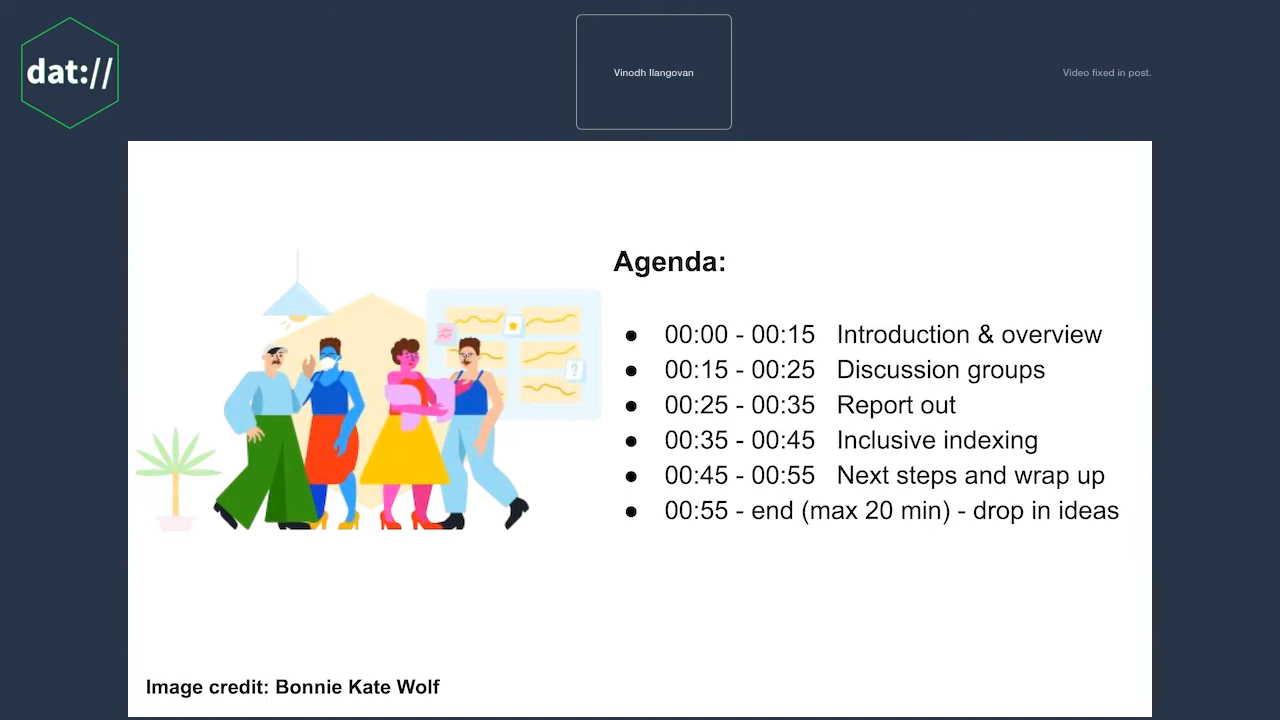 dat://
Vinodh Ilangovan
Video fixed in post.
Agenda:
● 00:00 - 00:15 Introduction & overview
● 00:15 - 00:25 Discussion groups
● 00:25 - 00:35 Report out
● 00:35 - 00:45 Inclusive indexing
● 00:45 - 00:55 Next steps and wrap up
● 00:55 - end (max 20 min) - drop in ideas
?
Image credit: Bonnie Kate Wolf